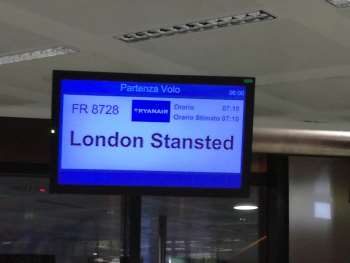 Partenza Volo
06:00
FR 8728 RYANAIR Orario 07:10
Orario Stimato 07:10
London Stansted